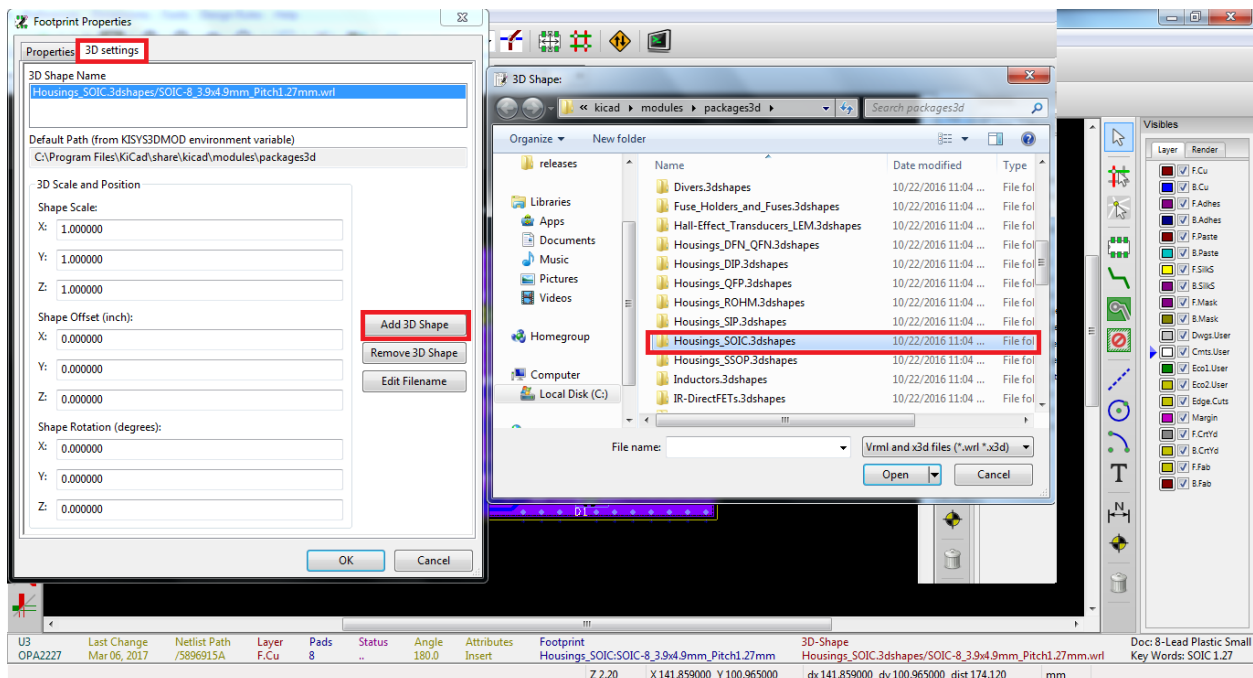 Footprint Properties
Properties
3D settings
3D Shape Name
Housings_SOIC.3dshapes/SOIC-8_3.9x4.9mm_Pitch1.27mm.wrl
Default Path (from KISYS3DMOD environment variable)
C:\Program Files\KiCad\share\kicad\modules\packages3d
3D Scale and Position
Shape Scale:
X: 1.000000
Y: 1.000000
Z: 1.000000
Shape Offset (inch):
X: 0.000000
Y: 0.000000
Z: 0.000000
Shape Rotation (degrees):
X: 0.000000
Y: 0.000000
Z: 0.000000
Add 3D Shape
Remove 3D Shape
Edit Filename
OK Cancel
3D Shape:
« kicad modules packages3d
Search packages3d
Organize New folder
releases
Libraries
Apps
Documents
Music
Pictures
Videos
Homegroup
Computer
Local Disk (C:)
Name Date modified Type
Divers.3dshapes 10/22/2016 11:04 ... File fol
Fuse_Holders_and_Fuses.3dshapes 10/22/2016 11:04 ... File fol
Hall-Effect_Transducers_LEM.3dshapes 10/22/2016 11:04 ... File fol
Housings_DFN_QFN.3dshapes 10/22/2016 11:04 ... File fol
Housings_DIP.3dshapes 10/22/2016 11:04 ... File fol
Housings_QFP.3dshapes 10/22/2016 11:04 ... File fol
Housings_ROHM.3dshapes 10/22/2016 11:04 ... File fol
Housings_SIP.3dshapes 10/22/2016 11:04 ... File fol
Housings_SOIC.3dshapes 10/22/2016 11:04 ... File fol
Housings_SSOP.3dshapes 10/22/2016 11:04 ... File fol
Inductors.3dshapes 10/22/2016 11:04 ... File fol
IR-DirectFETs.3dshapes 10/22/2016 11:04 ... File fol
File name:
Vrml and x3d files (*.wrl *.x3d)
Open Cancel
D1
T
N
Visibles
Layer Render
F.Cu
B.Cu
F.Adhes
B.Adhes
F.Paste
B.Paste
F.SilkS
B.SilkS
F.Mask
B.Mask
Dwgs.User
Cmts.User
Eco1.User
Eco2.User
Edge.Cuts
Margin
F.CrtYd
B.CrtYd
F.Fab
B.Fab
U3 Last Change Netlist Path Layer Pads Status Angle Attributes Footprint 3D-Shape Doc: 8-Lead Plastic Small
OPA2227 Mar 06, 2017 /5896915A F.Cu 8 .. 180.0 Insert Housings_SOIC:SOIC-8_3.9x4.9mm_Pitch1.27mm Housings_SOIC.3dshapes/SOIC-8_3.9x4.9mm_Pitch1.27mm.wrl Key Words: SOIC 1.27
Z 2.20 X 141.859000 Y 100.965000 dx 141.859000 dy 100.965000 dist 174.120 mm